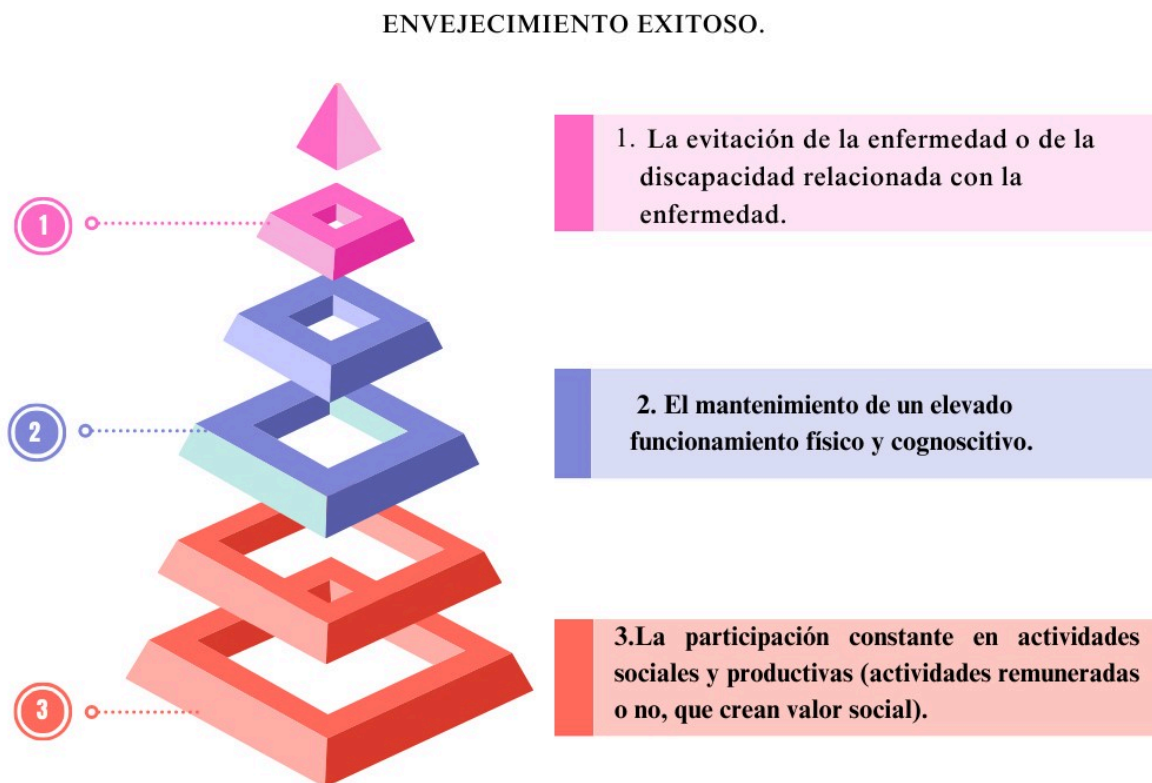 ENVEJECIMIENTO EXITOSO.
1
1. La evitación de la enfermedad o de la
discapacidad relacionada con la
enfermedad.
2
2. El mantenimiento de un elevado
funcionamiento físico y cognoscitivo.
3
3.La participación constante en actividades
sociales y productivas (actividades remuneradas
o no, que crean valor social).